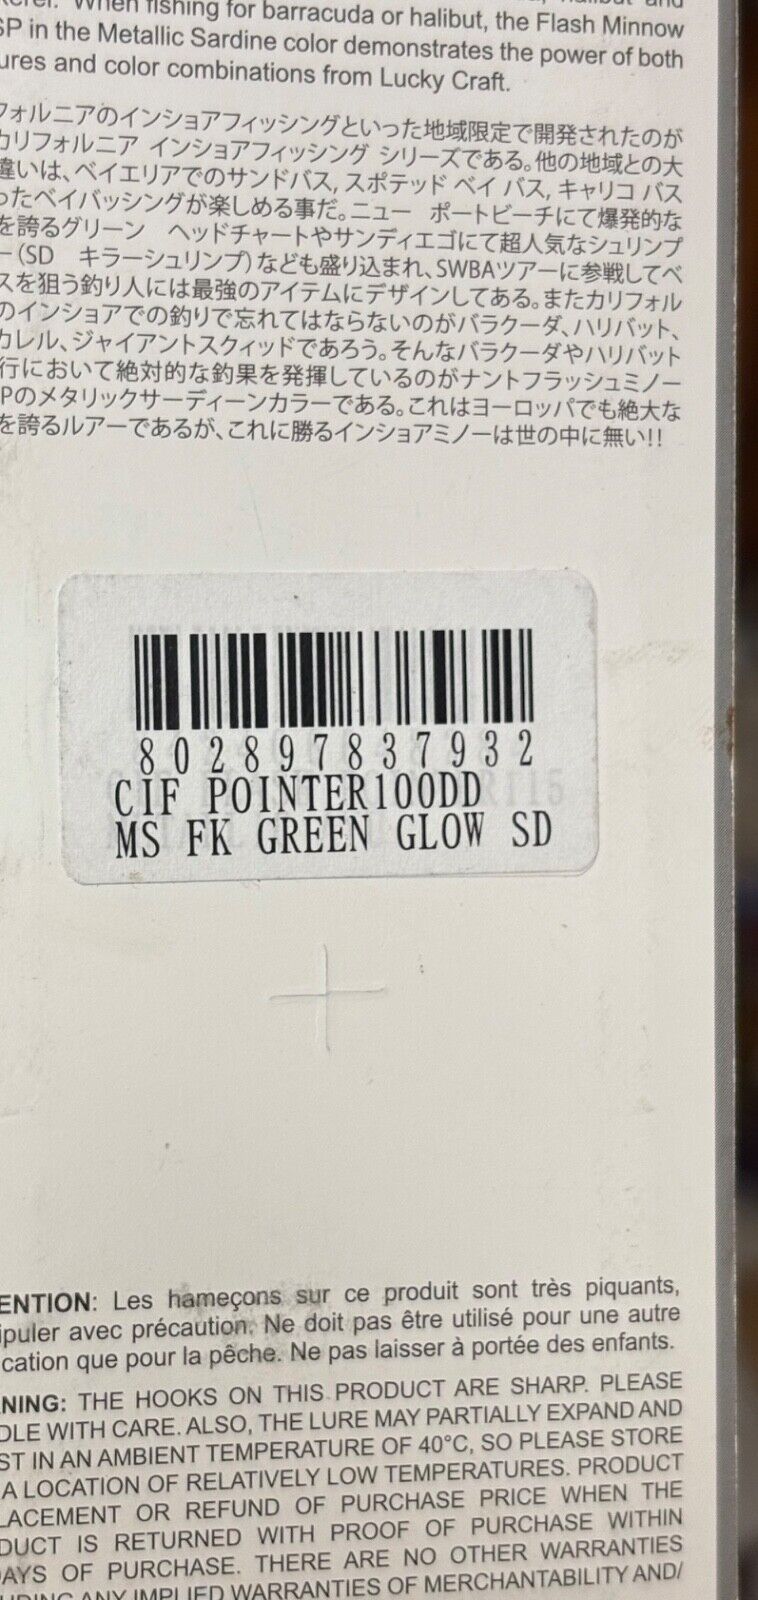 When fishing for barracuda or halibut, the Flash Minnow
SP in the Metallic Sardine color demonstrates the power of both
ures and color combinations from Lucky Craft.
フォルニアのインショアフィッシングといった地域限定で開発されたのが
カリフォルニア インショアフィッシング シリーズである。他の地域との大
違いは、ベイエリアでのサンドバス, スポテッド ベイ バス, キャリコ バス
ったベイバッシングが楽しめる事だ。ニュー　ポートビーチにて爆発的な
を誇るグリーン　ヘッドチャートやサンディエゴにて超人気なシュリンプ
ー(SD　キラーシュリンプ)なども盛り込まれ、SWBAツアーに参戦してベ
スを狙う釣り人には最強のアイテムにデザインしてある。またカリフォル
のインショアでの釣りで忘れてはならないのがバラクーダ、ハリバット、
カレル、ジャイアントスクィッドであろう。そんなバラクーダやハリバット
行において絶対的な釣果を発揮しているのがナントフラッシュミノー
Pのメタリックサーディーンカラーである。これはヨーロッパでも絶大な
を誇るルアーであるが、これに勝るインショアミノーは世の中に無い!!
802897837932
CIF POINTER100DD
MS FK GREEN GLOW SD
ENTION: Les hameçons sur ce produit sont très piquants,
ipuler avec précaution. Ne doit pas être utilisé pour une autre
cation que pour la pêche. Ne pas laisser à portée des enfants.
NING: THE HOOKS ON THIS PRODUCT ARE SHARP. PLEASE
DLE WITH CARE. ALSO, THE LURE MAY PARTIALLY EXPAND AND
ST IN AN AMBIENT TEMPERATURE OF 40°C, SO PLEASE STORE
A LOCATION OF RELATIVELY LOW TEMPERATURES. PRODUCT
LACEMENT OR REFUND OF PURCHASE PRICE WHEN THE
DUCT IS RETURNED WITH PROOF OF PURCHASE WITHIN
AYS OF PURCHASE. THERE ARE NO OTHER WARRANTIES
UDING ANY IMPLIED WARRANTIES OF MERCHANTABILITY AND/